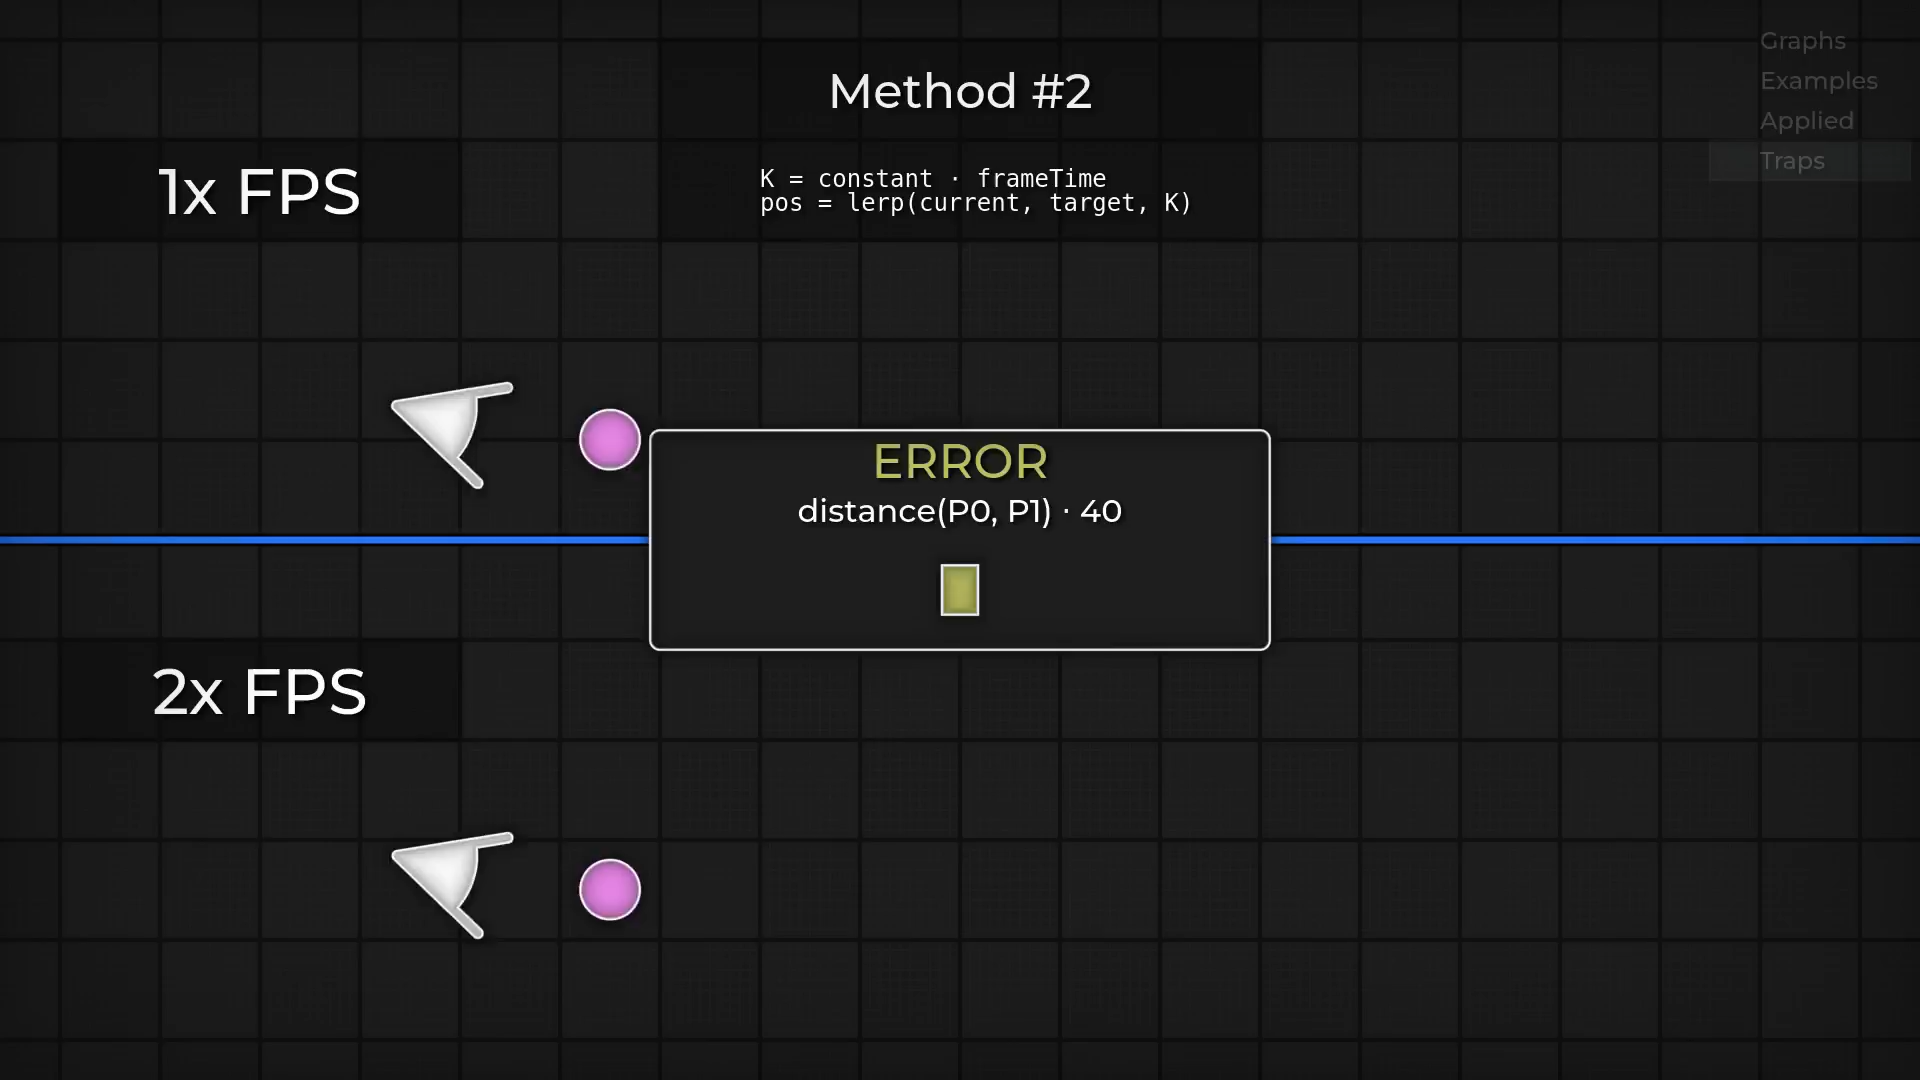 Method #2
K = constant · frameTime
pos = lerp(current, target, K)
Graphs
Examples
Applied
Traps
1x FPS
ERROR
distance(P0, P1) · 40
2x FPS